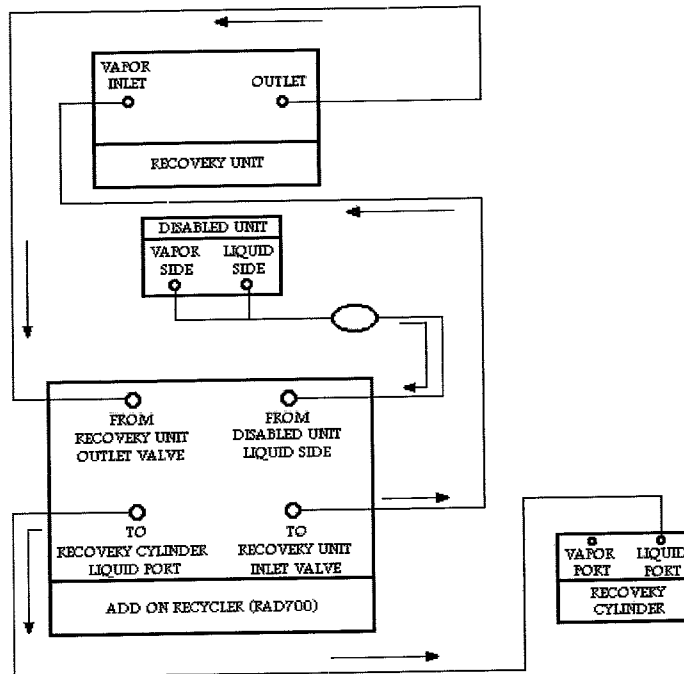 VAPOR
INLET
OUTLET
RECOVERY UNIT
DISABLED UNIT
VAPOR
SIDE
LIQUID
SIDE
FROM
RECOVERY UNIT
OUTLET VALVE
FROM
DISABLED UNIT
LIQUID SIDE
TO
RECOVERY CYLINDER
LIQUID PORT
TO
RECOVERY UNIT
INLET VALVE
ADD ON RECYCLER (RAD700)
VAPOR
PORT
LIQUID
PORT
RECOVERY
CYLINDER